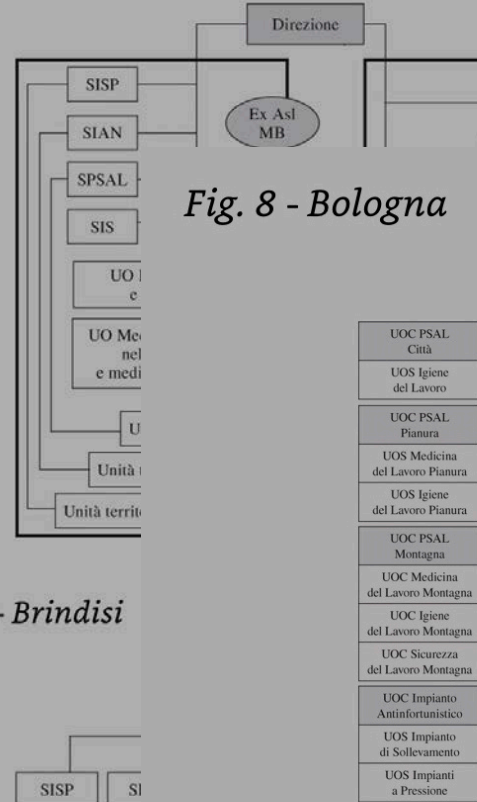 Direzione
SISP
Ex Asl
MB
SIAN
SPSAL
SIS
UO
e
UO
nel
e
U
Unità
Unità
- Brindisi
SISP
Fig. 8 - Bologna
UOC PSAL
Città
UOS Igiene
del Lavoro
UOC PSAL
Pianura
UOS Medicina
del Lavoro Pianura
UOS Igiene
del Lavoro Pianura
UOC PSAL
Montagna
UOC Medicina
del Lavoro Montagna
UOC Igiene
del Lavoro Montagna
UOC Sicurezza
del Lavoro Montagna
UOC Impianto
Antinfortunistico
UOS Impianto
di Sollevamento
UOS Impianti
a Pressione